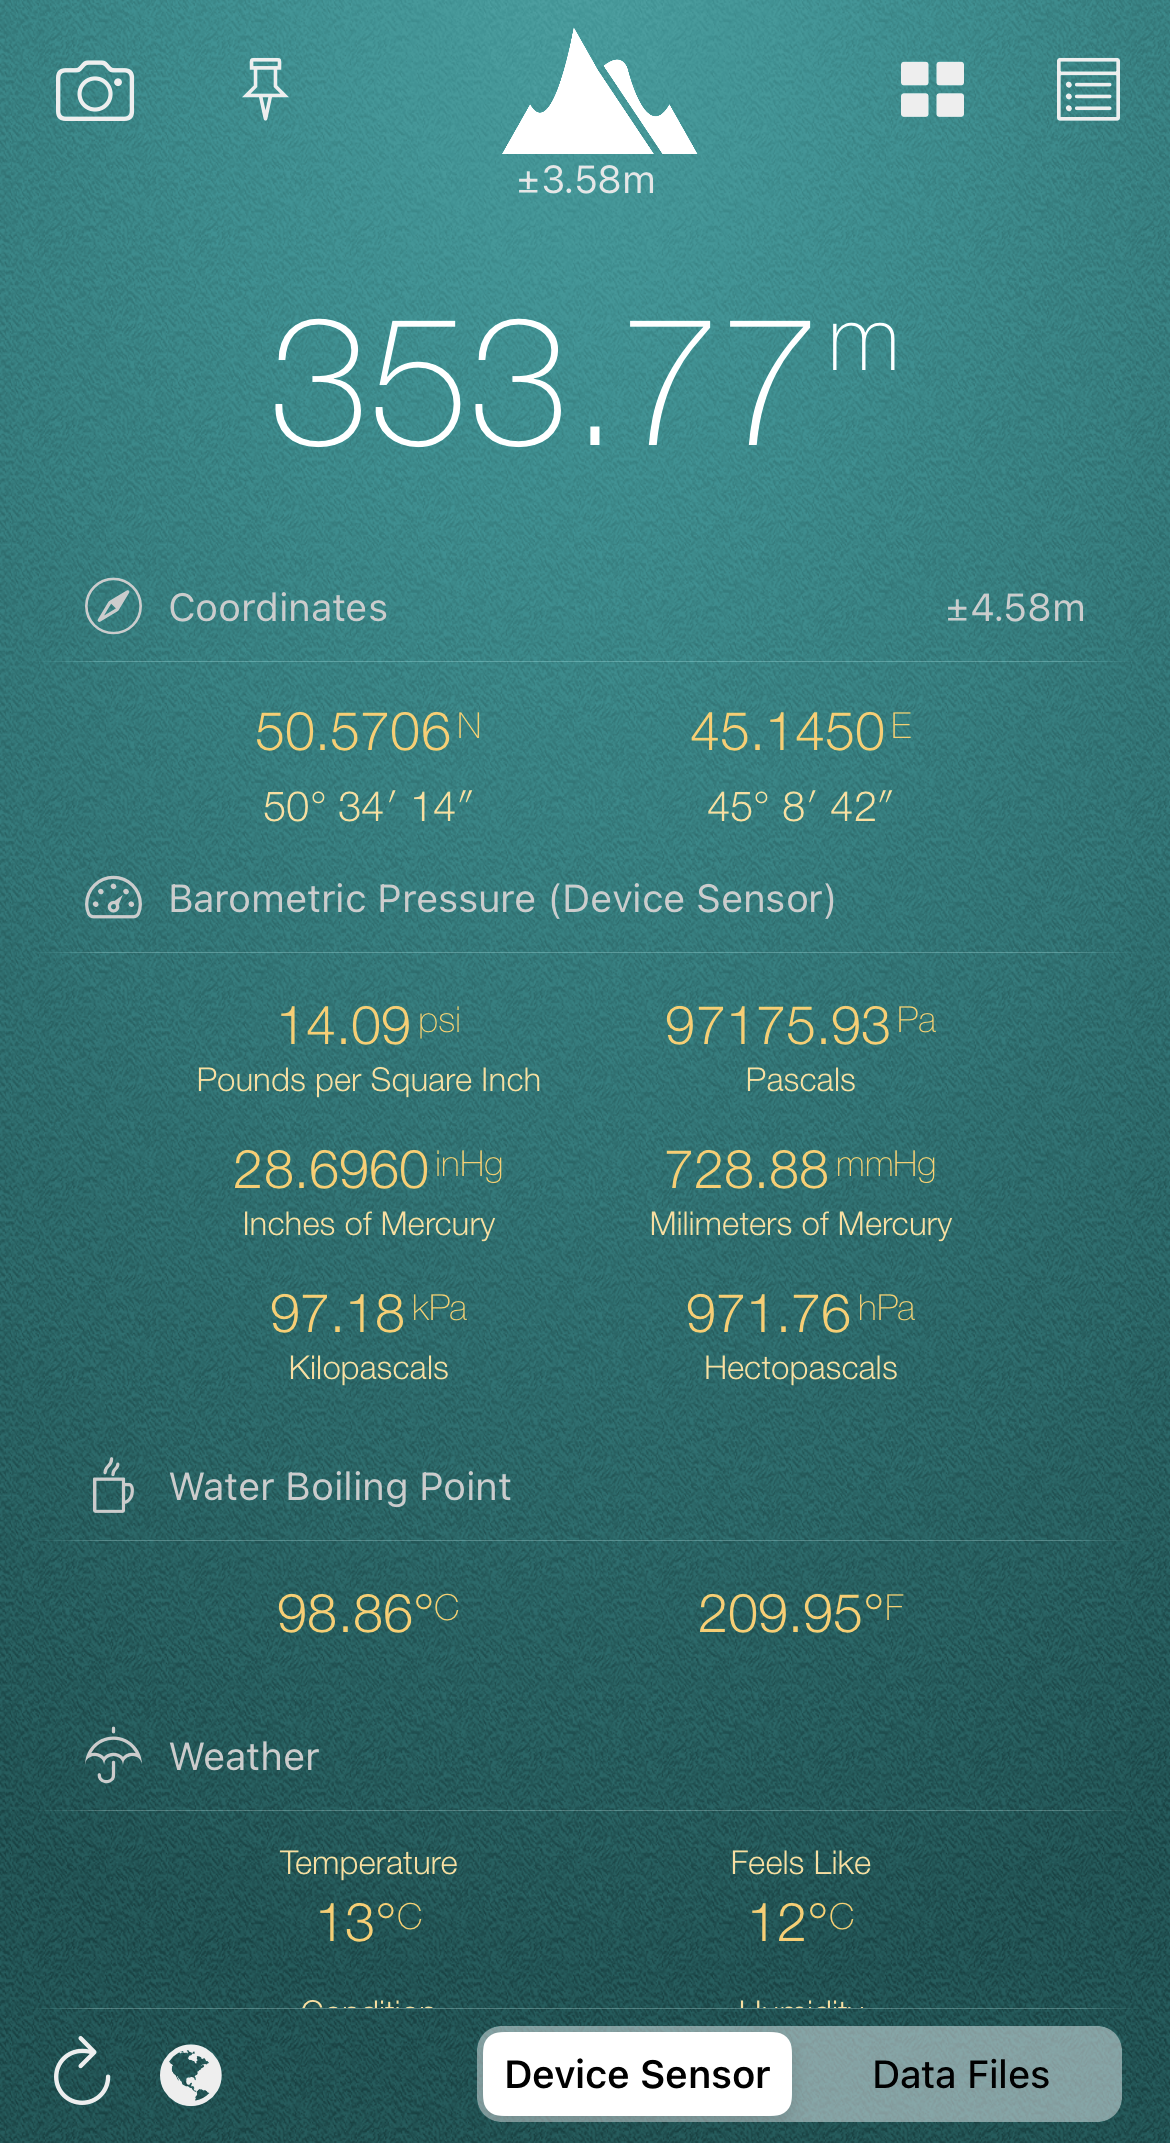 ±3.58m
353.77 m
Coordinates ±4.58m
50.5706 N 45.1450 E
50° 34′ 14″ 45° 8′ 42″
Barometric Pressure (Device Sensor)
14.09 psi 97175.93 Pa
Pounds per Square Inch Pascals
28.6960 inHg 728.88 mmHg
Inches of Mercury Milimeters of Mercury
97.18 kPa 971.76 hPa
Kilopascals Hectopascals
Water Boiling Point
98.86°C 209.95°F
Weather
Temperature Feels Like
13°C 12°C
Condition Humidity
Device Sensor Data Files